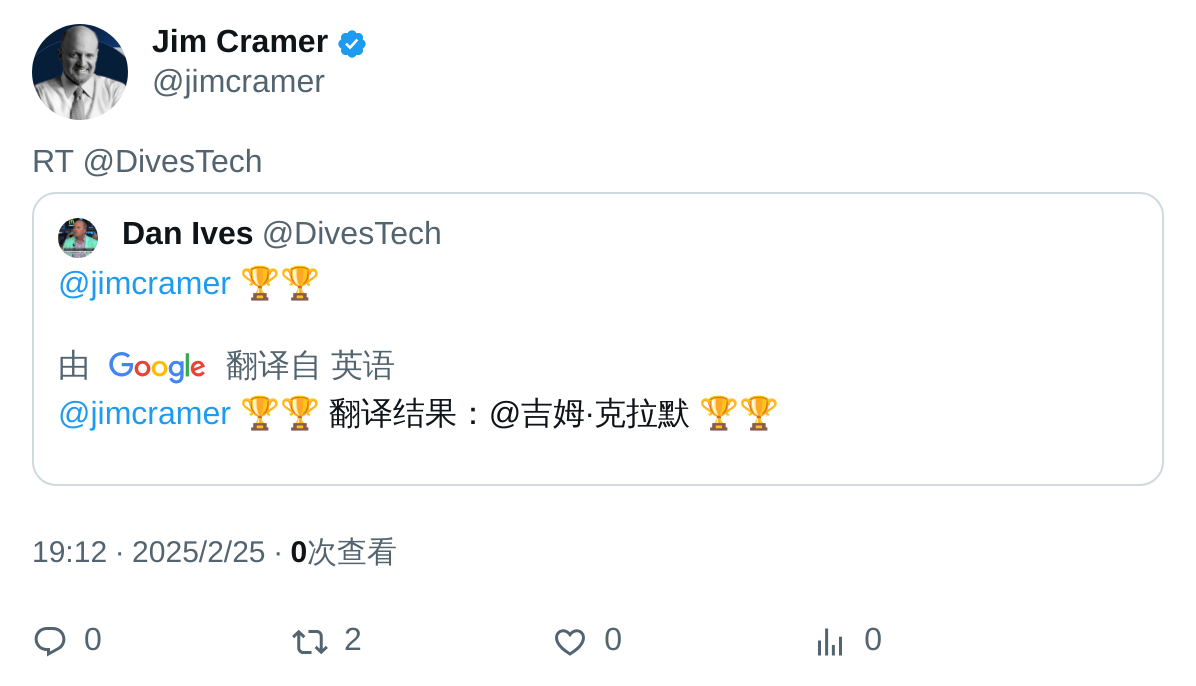 Jim Cramer
@jimcramer
RT @DivesTech
Dan Ives @DivesTech
@jimcramer 🏆🏆
由 Google 翻译自 英语
@jimcramer 🏆🏆 翻译结果：@吉姆·克拉默 🏆🏆
19:12 · 2025/2/25 · 0次查看
0 2 0 0